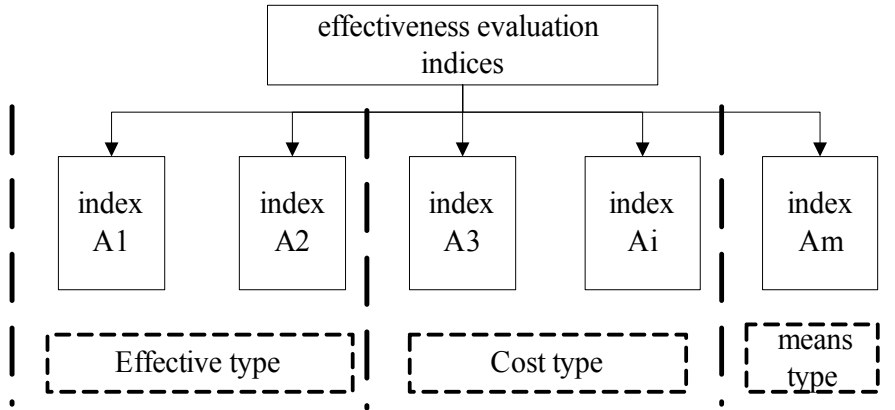 effectiveness evaluation
indices
index
A1
index
A2
index
A3
index
Ai
index
Am
Effective type
Cost type
means
type